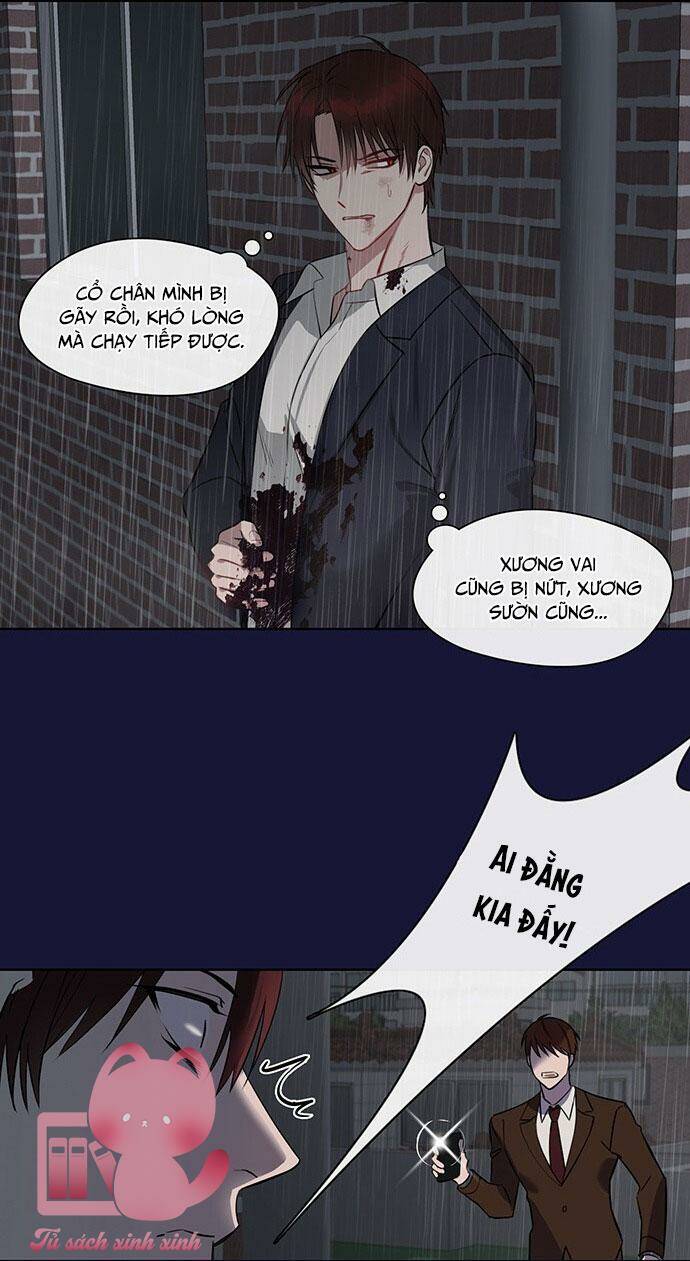 CỔ CHÂN MÌNH BỊ
GÃY RỒI, KHÓ LÒNG
MÀ CHẠY TIẾP ĐƯỢC.
XƯƠNG VAI
CŨNG BỊ NỨT, XƯƠNG
SƯỜN CŨNG...
AI ĐẰNG
KIA ĐẤY!
Tủ sách xinh xinh